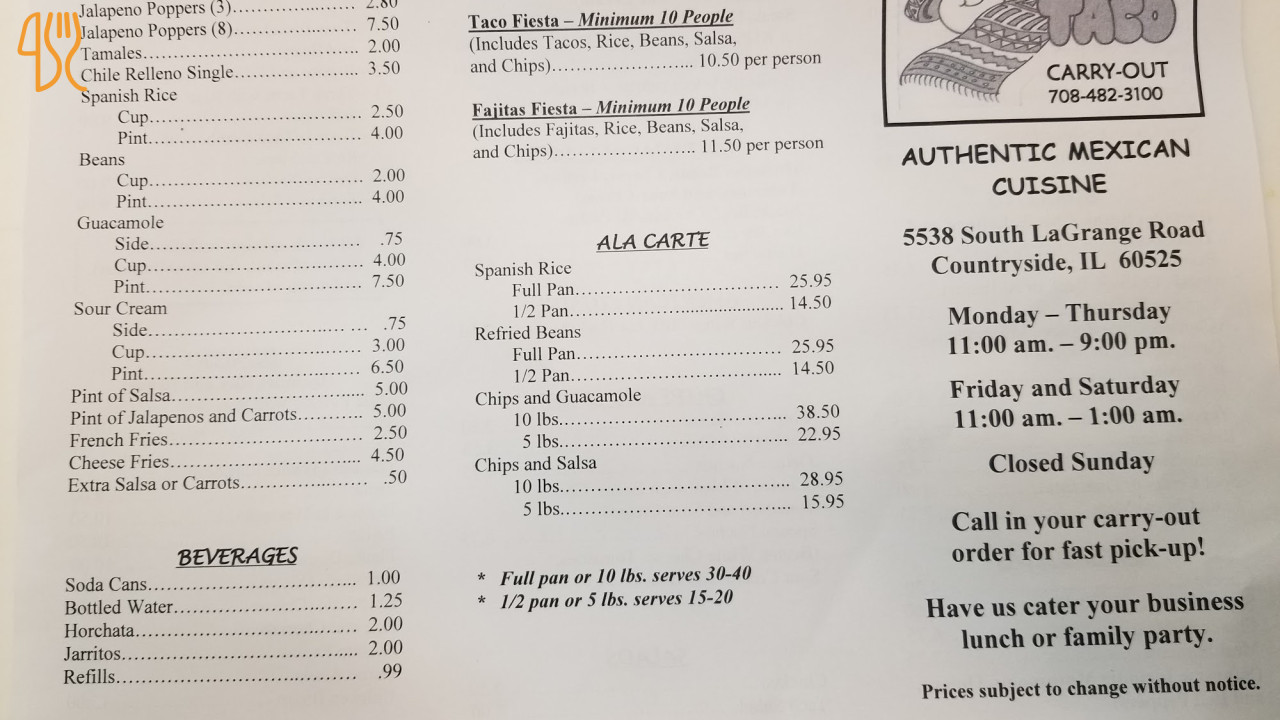 Jalapeno Poppers (3)........................ 2.80
Jalapeno Poppers (8)........................ 7.50
Tamales........................................ 2.00
Chile Relleno Single........................ 3.50
Spanish Rice
Cup........................................ 2.50
Pint........................................ 4.00
Beans
Cup........................................ 2.00
Pint........................................ 4.00
Guacamole
Side........................................ .75
Cup........................................ 4.00
Pint........................................ 7.50
Sour Cream
Side........................................ .75
Cup........................................ 3.00
Pint........................................ 6.50
Pint of Salsa................................ 5.00
Pint of Jalapenos and Carrots.......... 5.00
French Fries................................ 2.50
Cheese Fries................................ 4.50
Extra Salsa or Carrots...................... .50
BEVERAGES
Soda Cans.................................. 1.00
Bottled Water.............................. 1.25
Horchata.................................... 2.00
Jarritos...................................... 2.00
Refills........................................ .99
Taco Fiesta – Minimum 10 People
(Includes Tacos, Rice, Beans, Salsa,
and Chips)........................ 10.50 per person
Fajitas Fiesta – Minimum 10 People
(Includes Fajitas, Rice, Beans, Salsa,
and Chips)........................ 11.50 per person
ALA CARTE
Spanish Rice
Full Pan.................................. 25.95
1/2 Pan.................................... 14.50
Refried Beans
Full Pan.................................. 25.95
1/2 Pan.................................... 14.50
Chips and Guacamole
10 lbs...................................... 38.50
5 lbs........................................ 22.95
Chips and Salsa
10 lbs...................................... 28.95
5 lbs........................................ 15.95
* Full pan or 10 lbs. serves 30-40
* 1/2 pan or 5 lbs. serves 15-20
TACO
CARRY-OUT
708-482-3100
AUTHENTIC MEXICAN
CUISINE
5538 South LaGrange Road
Countryside, IL 60525
Monday – Thursday
11:00 am. – 9:00 pm.
Friday and Saturday
11:00 am. – 1:00 am.
Closed Sunday
Call in your carry-out
order for fast pick-up!
Have us cater your business
lunch or family party.
Prices subject to change without notice.